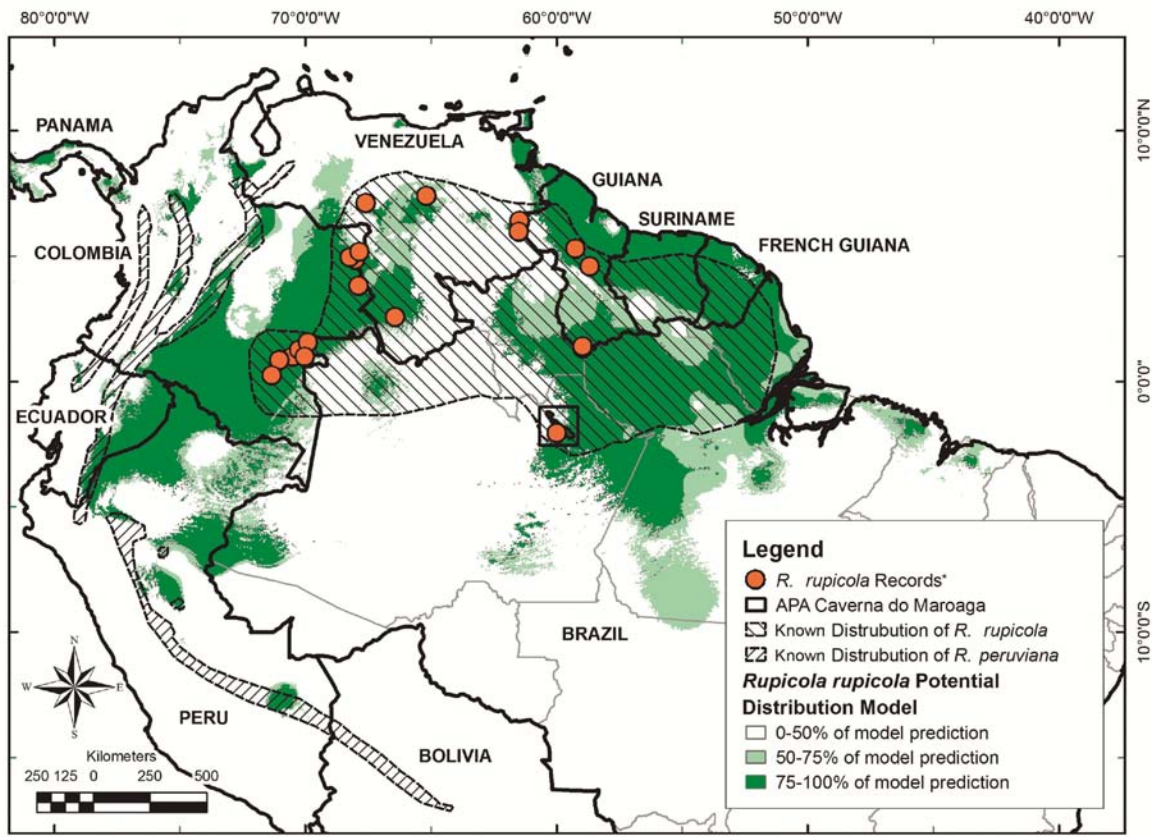 80°0'0"W 70°0'0"W 60°0'0"W 50°0'0"W 40°0'0"W
10°0'0"N
0°0'0"
10°0'0"S
PANAMA
VENEZUELA
GUIANA
SURINAME
FRENCH GUIANA
COLOMBIA
ECUADOR
BRAZIL
PERU
BOLIVIA
N
W E
S
Kilometers
250 125 0 250 500
Legend
R. rupicola Records*
APA Caverna do Maroaga
Known Distrubution of R. rupicola
Known Distrubution of R. peruviana
Rupicola rupicola Potential
Distribution Model
0-50% of model prediction
50-75% of model prediction
75-100% of model prediction